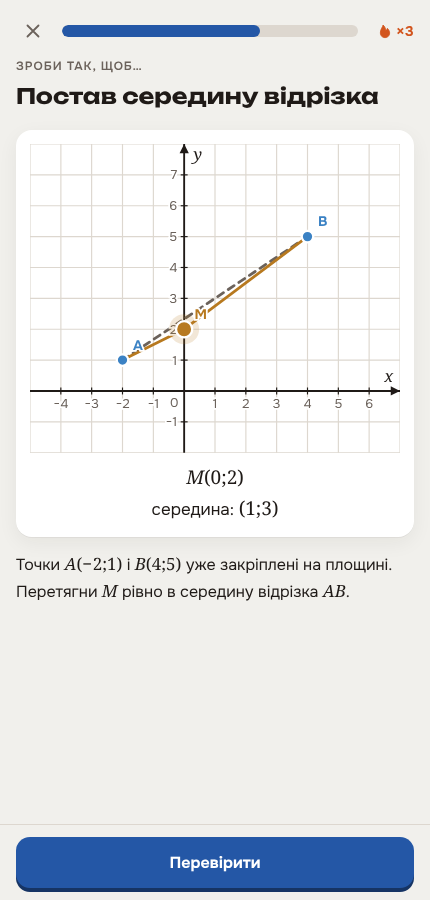 ×3
ЗРОБИ ТАК, ЩОБ…
Постав середину відрізка
y
7
6
5
4
3
2
1
-1
B
M
A
x
-4 -3 -2 -1 0 1 2 3 4 5 6
M(0;2)
середина: (1;3)
Точки A(−2;1) і B(4;5) уже закріплені на площині.
Перетягни M рівно в середину відрізка AB.
Перевірити